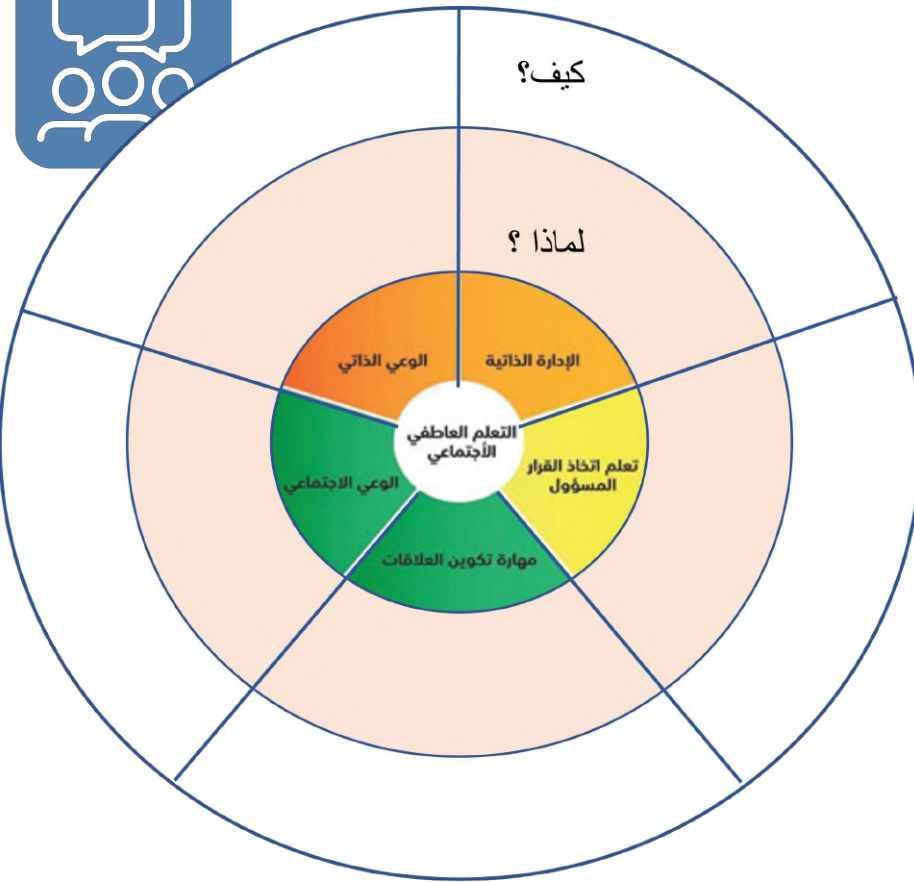 كيف؟
لماذا ؟
الإدارة الذاتية
الوعي الذاتي
التعلم العاطفي
الأجتماعي
تعلم اتخاذ القرار
المسؤول
الوعي الاجتماعي
مهارة تكوين العلاقات